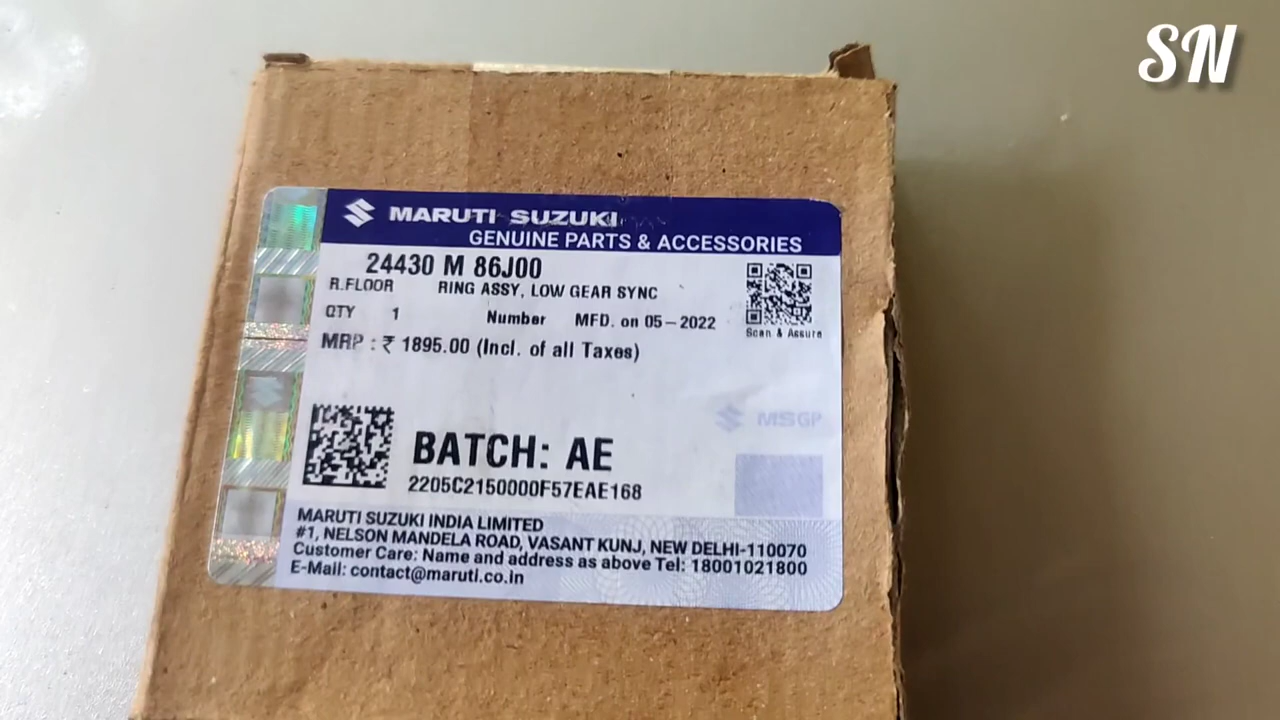 SN
MARUTI SUZUKI
GENUINE PARTS & ACCESSORIES
24430 M 86J00
R.FLOOR RING ASSY, LOW GEAR SYNC
QTY 1 Number MFD. on 05-2022
Scan & Assure
MRP : ₹ 1895.00 (Incl. of all Taxes)
MSGP
BATCH: AE
2205C2150000F57EAE168
MARUTI SUZUKI INDIA LIMITED
#1, NELSON MANDELA ROAD, VASANT KUNJ, NEW DELHI-110070
Customer Care: Name and address as above Tel: 18001021800
E-Mail: contact@maruti.co.in